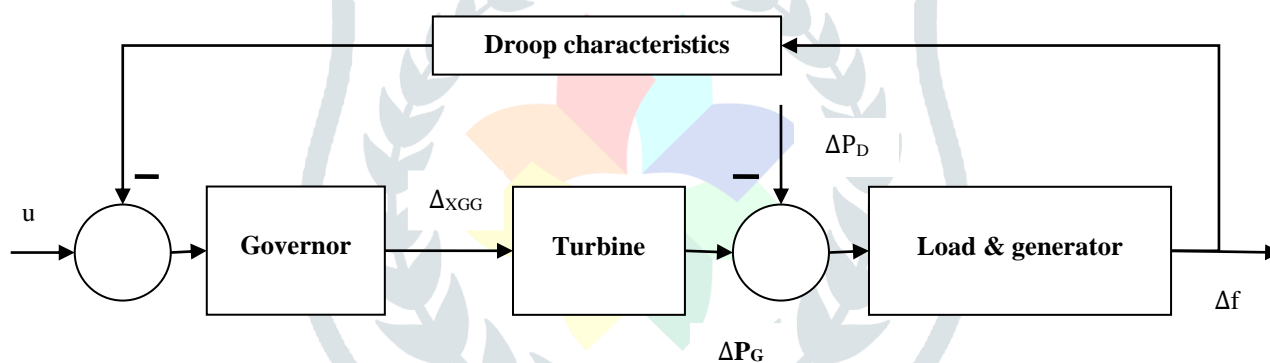 Droop characteristics
−
−
ΔP_D
u
Δ_XGG
Governor
Turbine
Load & generator
Δf
ΔP_G